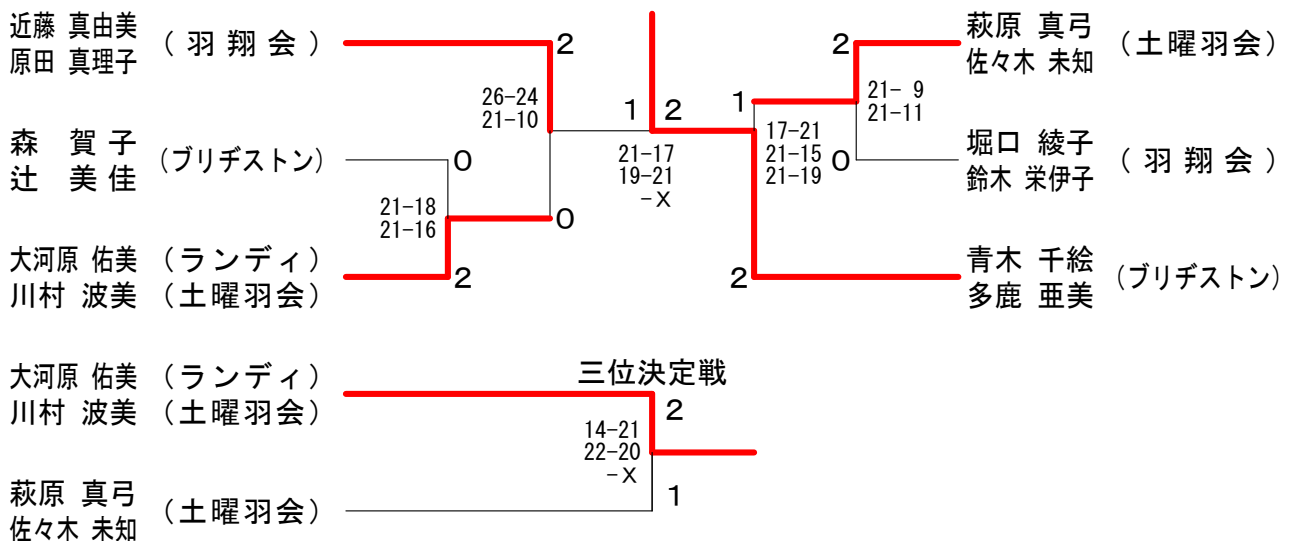 近藤 真由美
原田 真理子
(羽翔会)
2
26-24
21-10
1
2
21-17
19-21
-X
森 賀子
辻 美佳
(ブリヂストン)
0
21-18
21-16
0
大河原 佑美 (ランディ)
川村 波美 (土曜羽会)
2
2
萩原 真弓
佐々木 未知
(土曜羽会)
21- 9
21-11
1
17-21
21-15
21-19
0
堀口 綾子
鈴木 栄伊子
(羽翔会)
2
青木 千絵
多鹿 亜美
(ブリヂストン)
三位決定戦
大河原 佑美 (ランディ)
川村 波美 (土曜羽会)
2
14-21
22-20
-X
1
萩原 真弓
佐々木 未知
(土曜羽会)